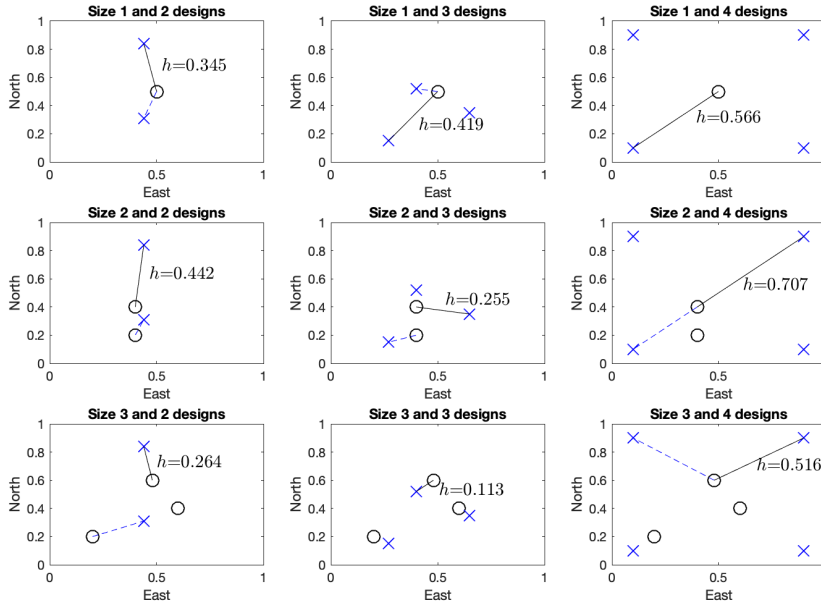 Size 1 and 2 designs
Size 1 and 3 designs
Size 1 and 4 designs
1
0.8
0.6
0.4
0.2
0
North
h=0.345
0
0.5
1
East
1
0.8
0.6
0.4
0.2
0
North
h=0.419
0
0.5
1
East
1
0.8
0.6
0.4
0.2
0
North
h=0.566
0
0.5
East
Size 2 and 2 designs
Size 2 and 3 designs
Size 2 and 4 designs
1
0.8
0.6
0.4
0.2
0
North
h=0.442
0
0.5
1
East
1
0.8
0.6
0.4
0.2
0
North
h=0.255
0
0.5
1
East
1
0.8
0.6
0.4
0.2
0
North
h=0.707
0
0.5
East
Size 3 and 2 designs
Size 3 and 3 designs
Size 3 and 4 designs
1
0.8
0.6
0.4
0.2
0
North
h=0.264
0
0.5
1
East
1
0.8
0.6
0.4
0.2
0
North
h=0.113
0
0.5
1
East
1
0.8
0.6
0.4
0.2
0
North
h=0.516
0
0.5
East